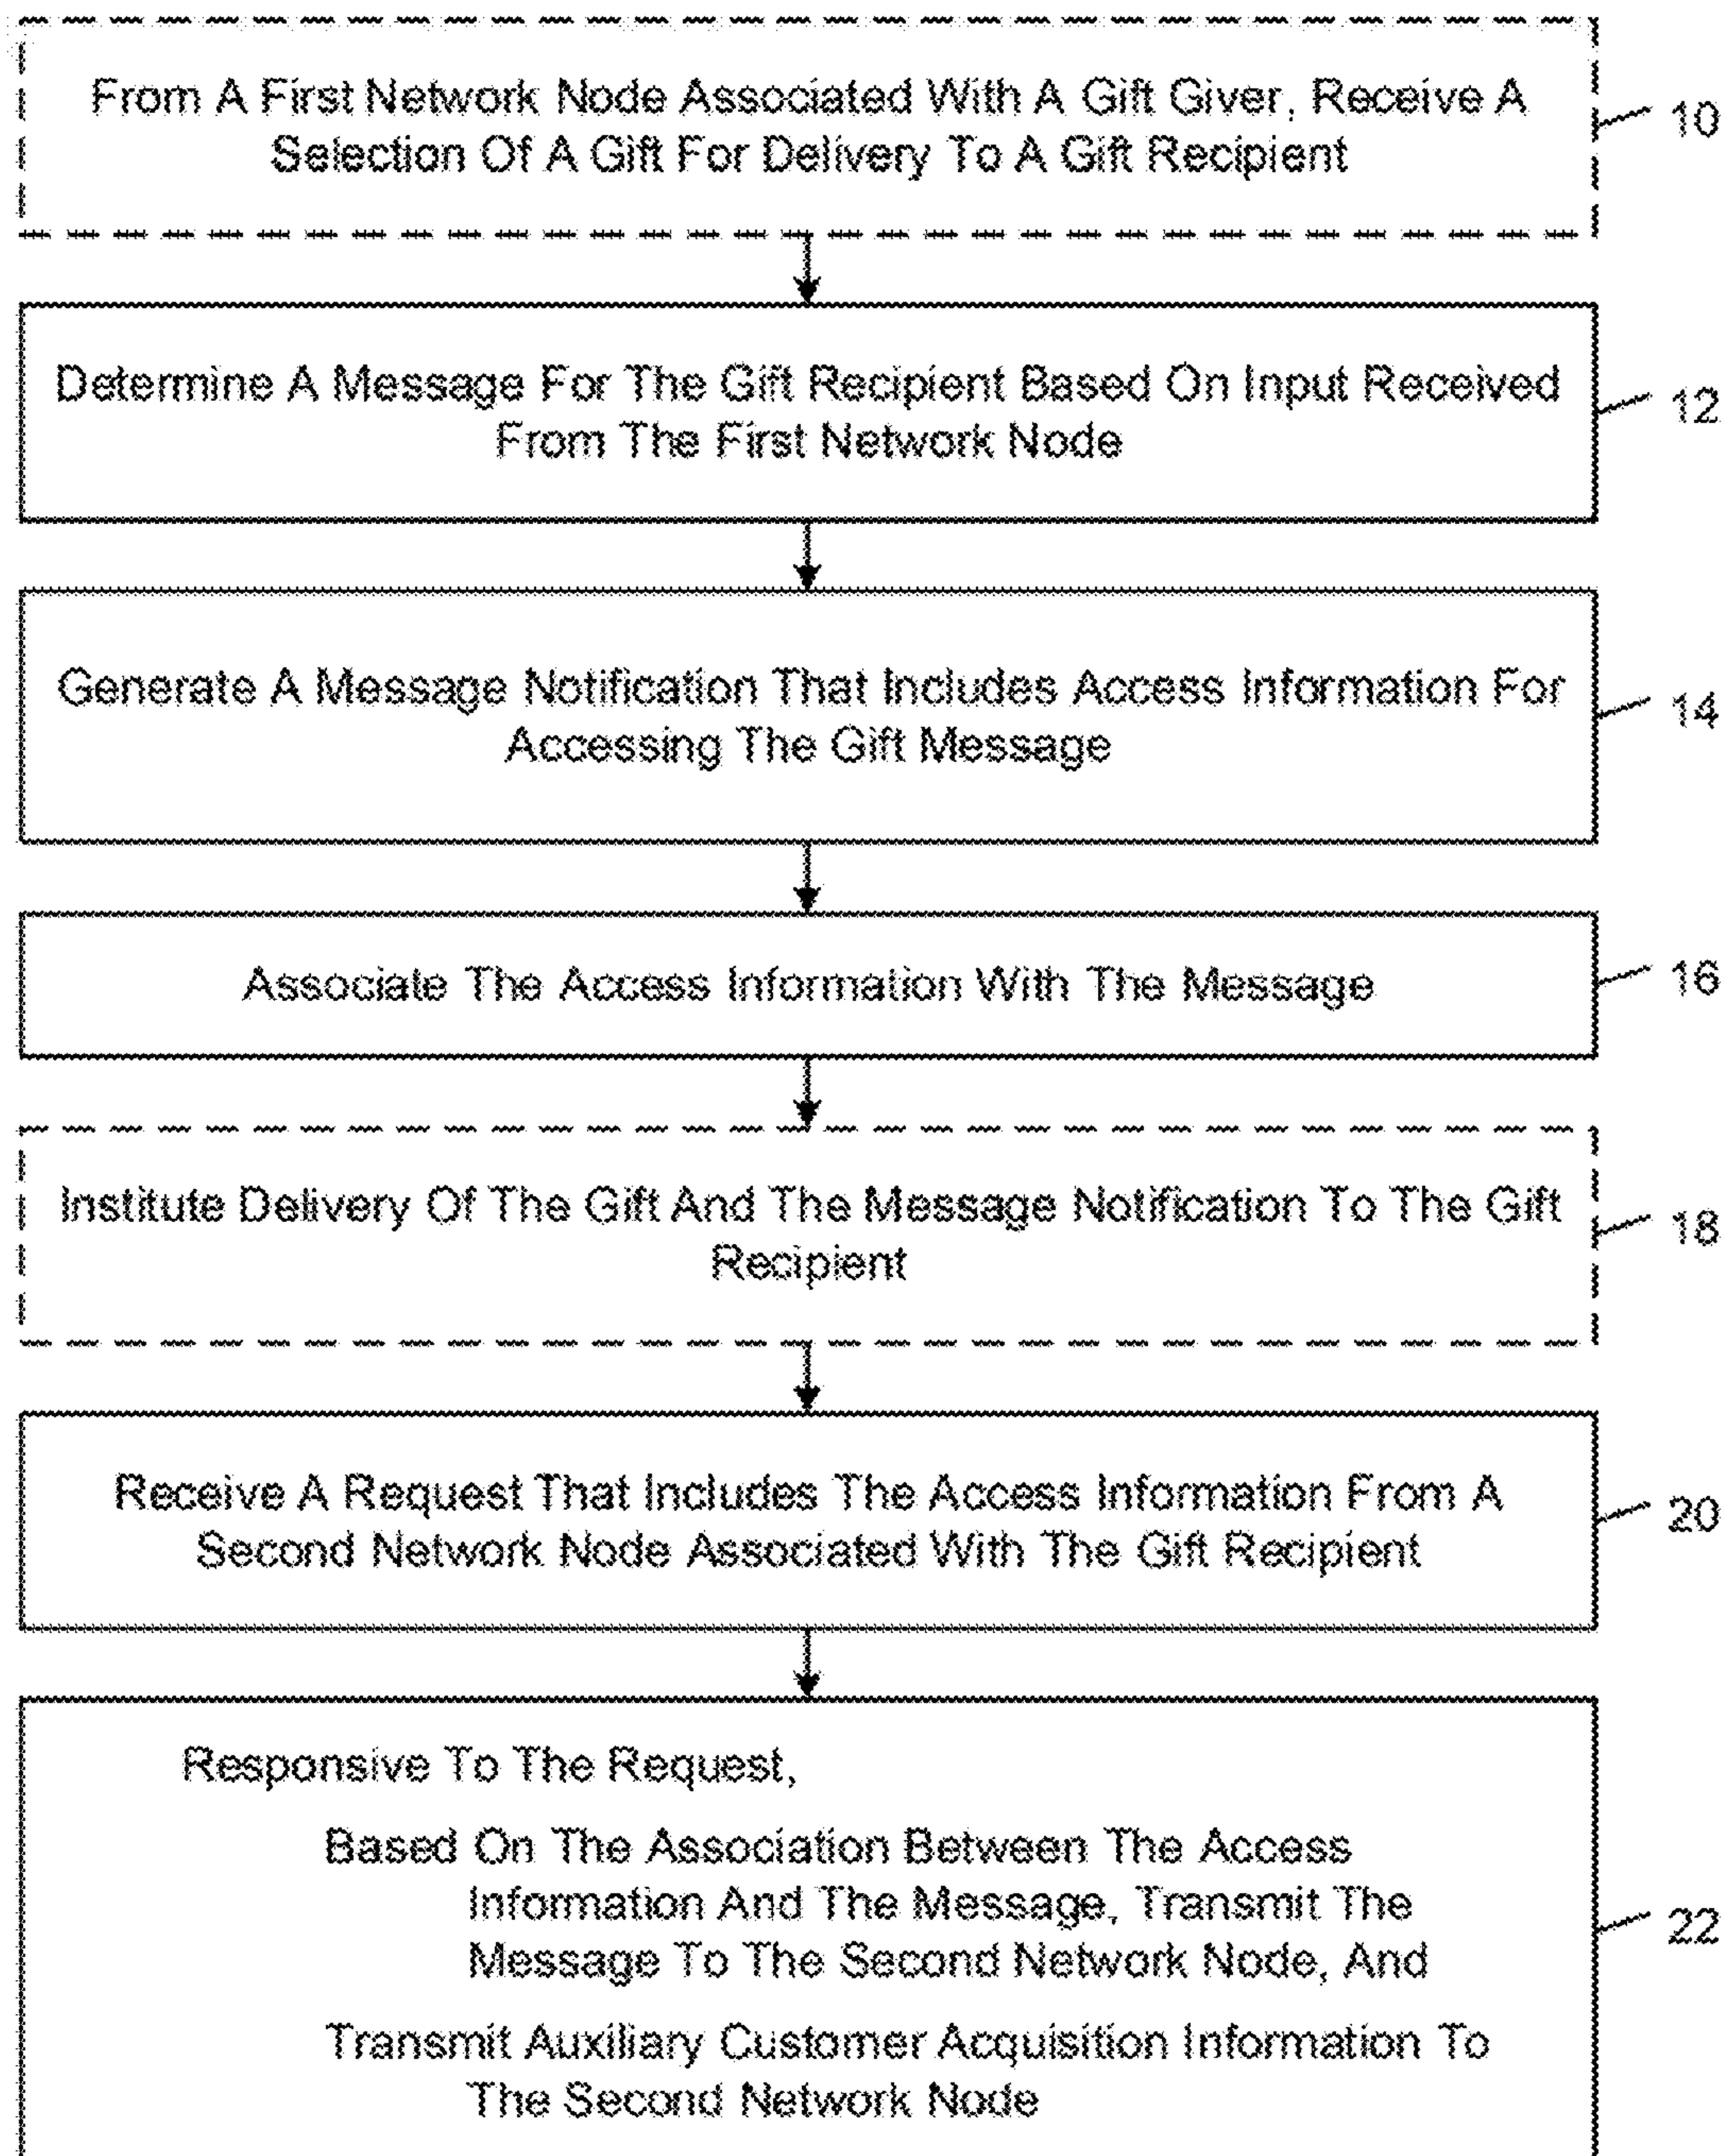 From A First Network Node Associated With A Gift Giver, Receive A
Selection Of A Gift For Delivery To A Gift Recipient
10
Determine A Message For The Gift Recipient Based On Input Received
From The First Network Node
12
Generate A Message Notification That Includes Access Information For
Accessing The Gift Message
14
Associate The Access Information With The Message
16
Institute Delivery Of The Gift And The Message Notification To The Gift
Recipient
18
Receive A Request That Includes The Access Information From A
Second Network Node Associated With The Gift Recipient
20
Responsive To The Request,
Based On The Association Between The Access
Information And The Message, Transmit The
Message To The Second Network Node, And
Transmit Auxiliary Customer Acquisition Information To
The Second Network Node
22